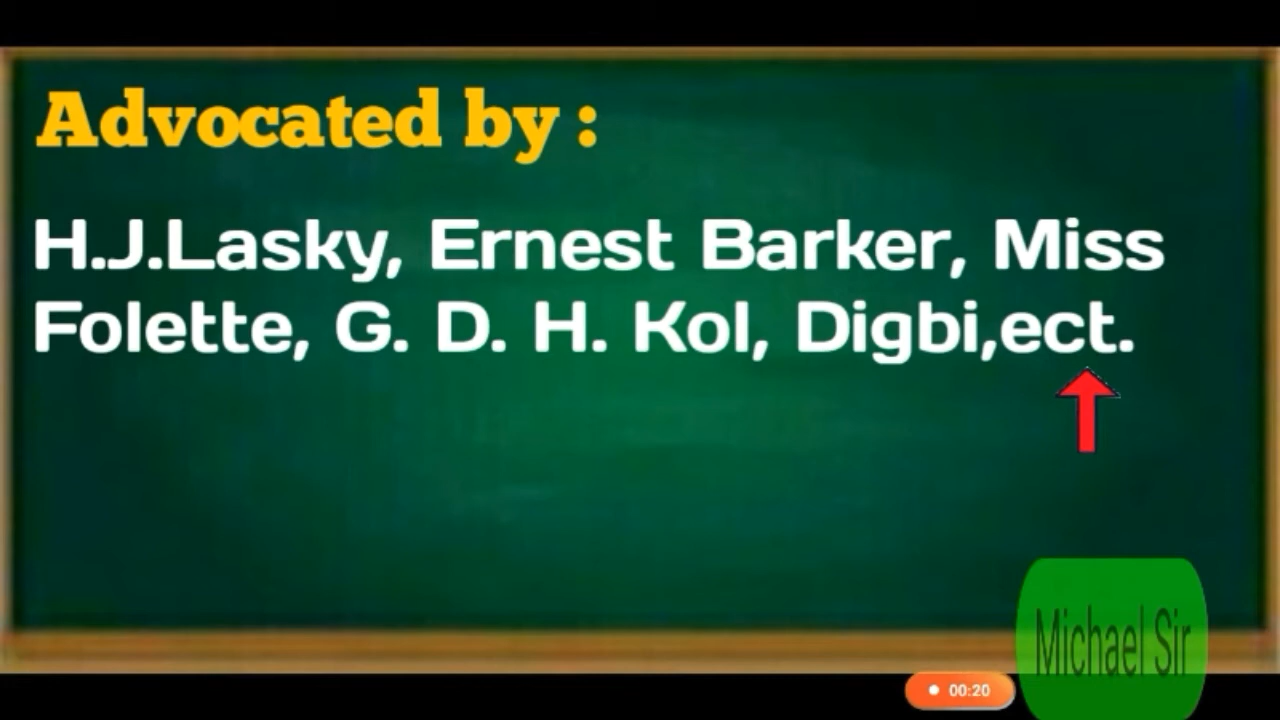 Advocated by :
H.J.Lasky, Ernest Barker, Miss
Folette, G. D. H. Kol, Digbi,ect.
Michael Sir
00:20